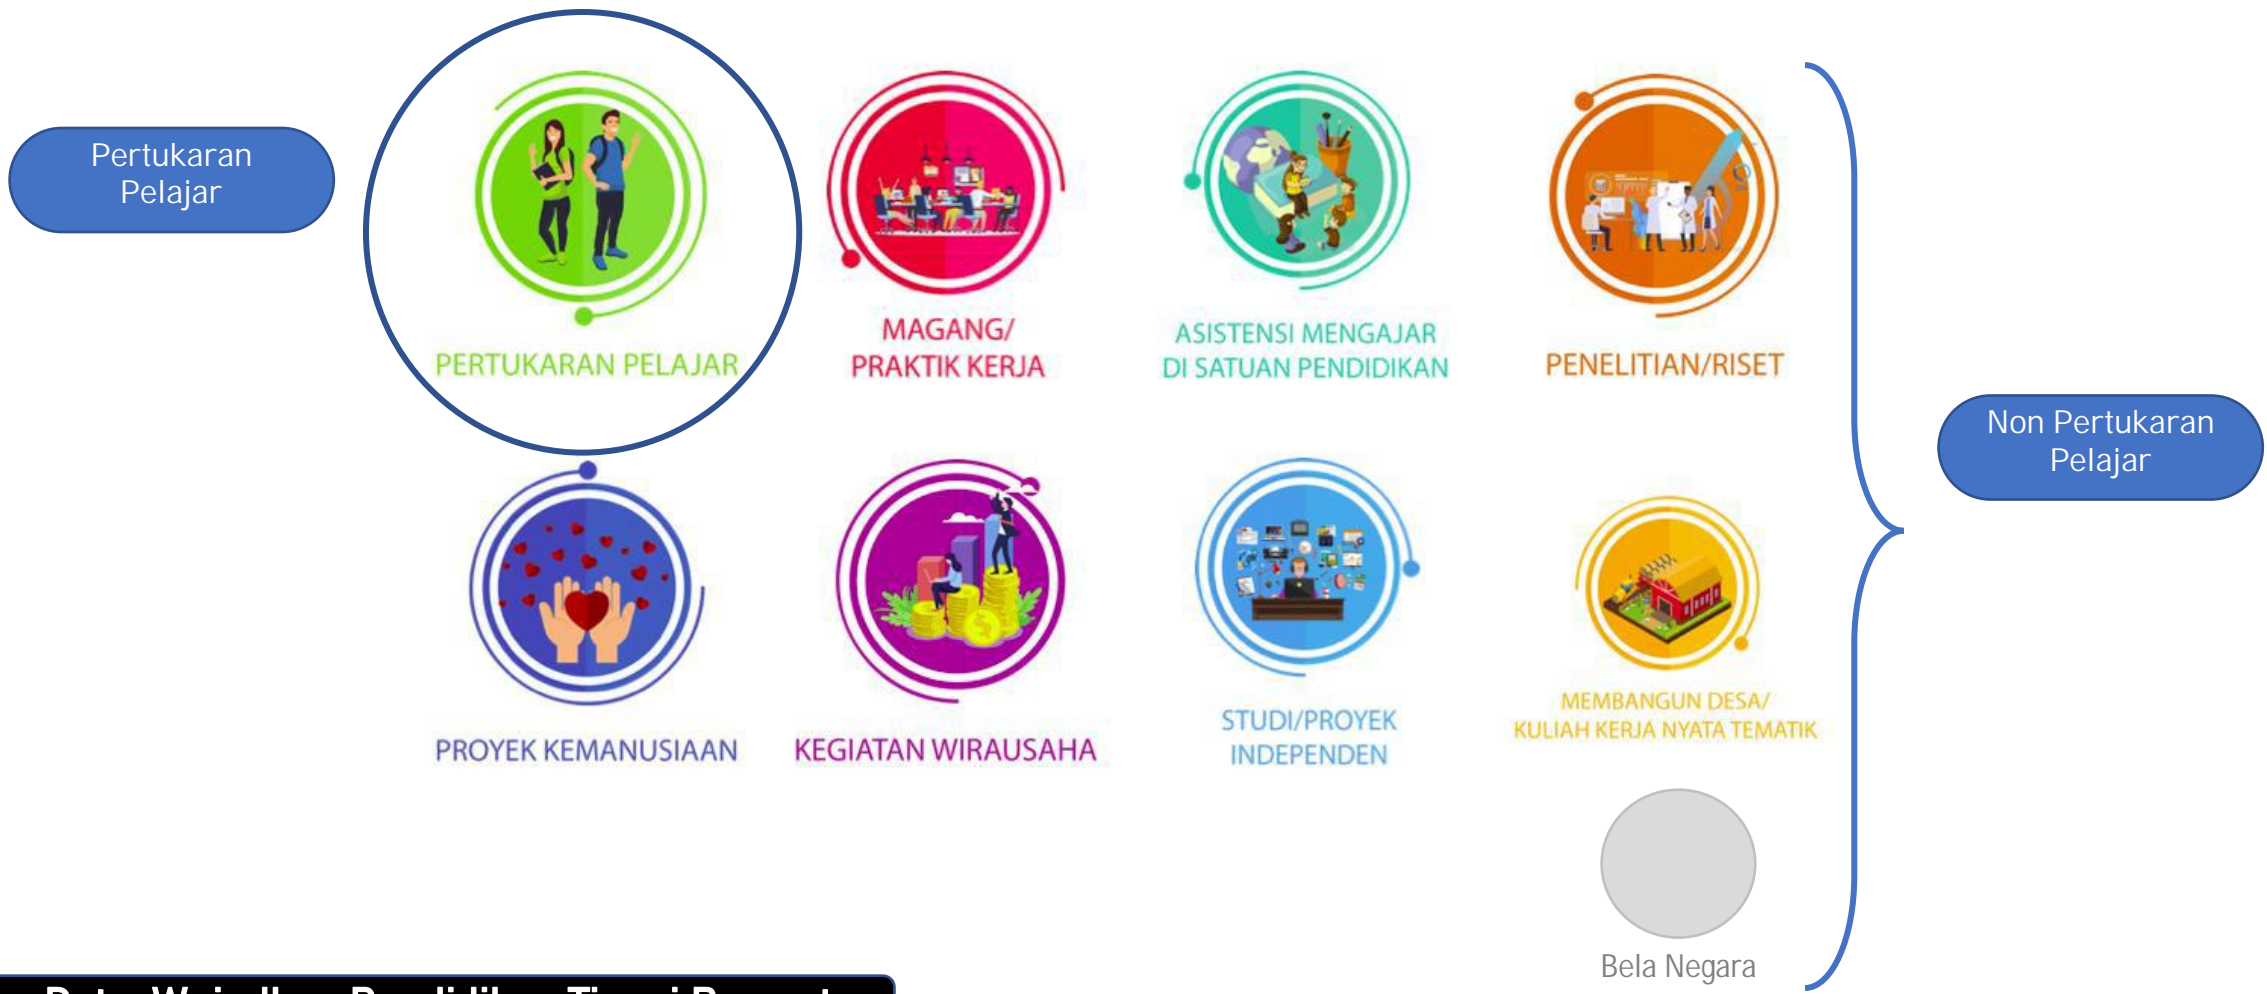 Pertukaran
Pelajar
PERTUKARAN PELAJAR
MAGANG/
PRAKTIK KERJA
ASISTENSI MENGAJAR
DI SATUAN PENDIDIKAN
PENELITIAN/RISET
Non Pertukaran
Pelajar
PROYEK KEMANUSIAAN
KEGIATAN WIRAUSAHA
STUDI/PROYEK
INDEPENDEN
MEMBANGUN DESA/
KULIAH KERJA NYATA TEMATIK
Bela Negara